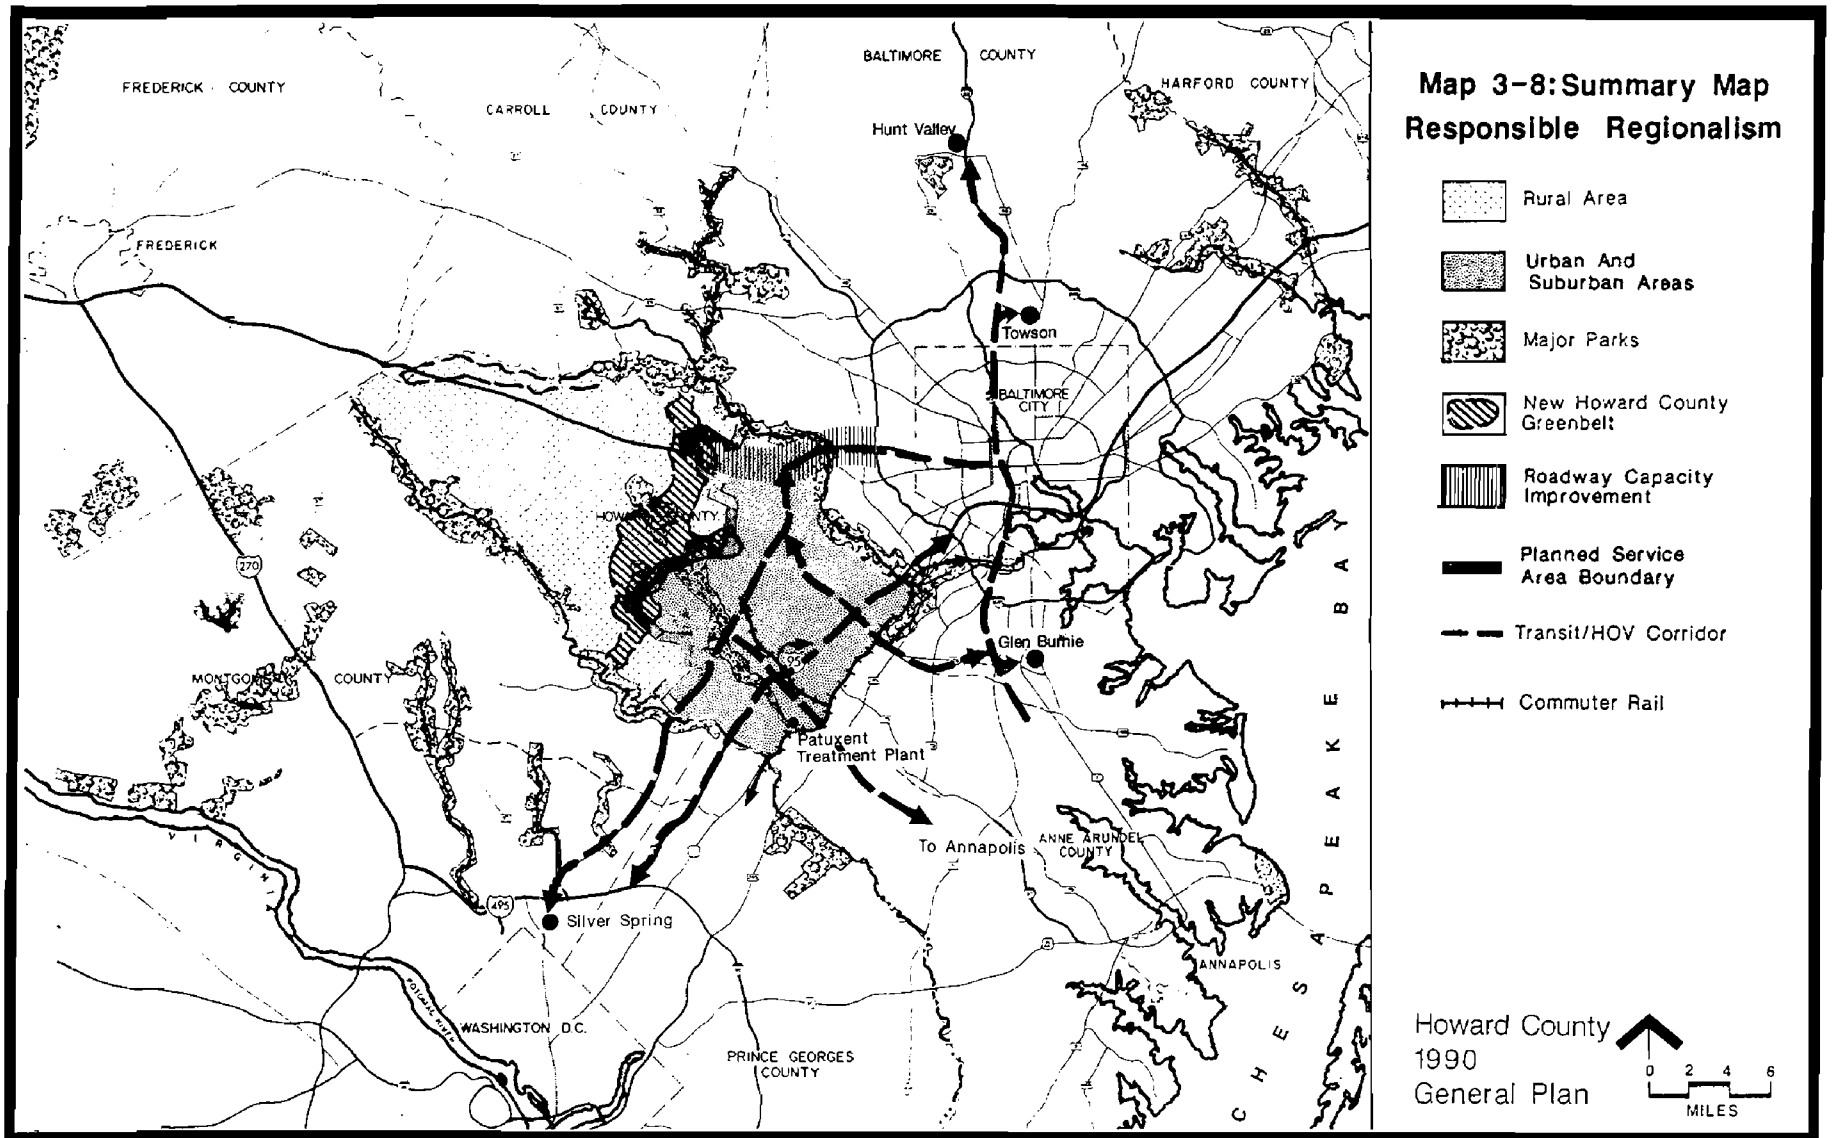 BALTIMORE COUNTY
FREDERICK COUNTY
CARROLL COUNTY
HARFORD COUNTY
Hunt Valley
FREDERICK
Towson
BALTIMORE
CITY
HOWARD COUNTY
270
Glen Burnie
95
MONTGOMERY COUNTY
Patuxent
Treatment Plant
VIRGINIA
To Annapolis
ANNE ARUNDEL
COUNTY
495
Silver Spring
ANNAPOLIS
POTOMAC RIVER
WASHINGTON D.C.
PRINCE GEORGES
COUNTY
CHESAPEAKE BAY
Map 3-8: Summary Map
Responsible Regionalism
Rural Area
Urban And
Suburban Areas
Major Parks
New Howard County
Greenbelt
Roadway Capacity
Improvement
Planned Service
Area Boundary
Transit/HOV Corridor
Commuter Rail
Howard County
1990
General Plan
0 2 4 6
MILES